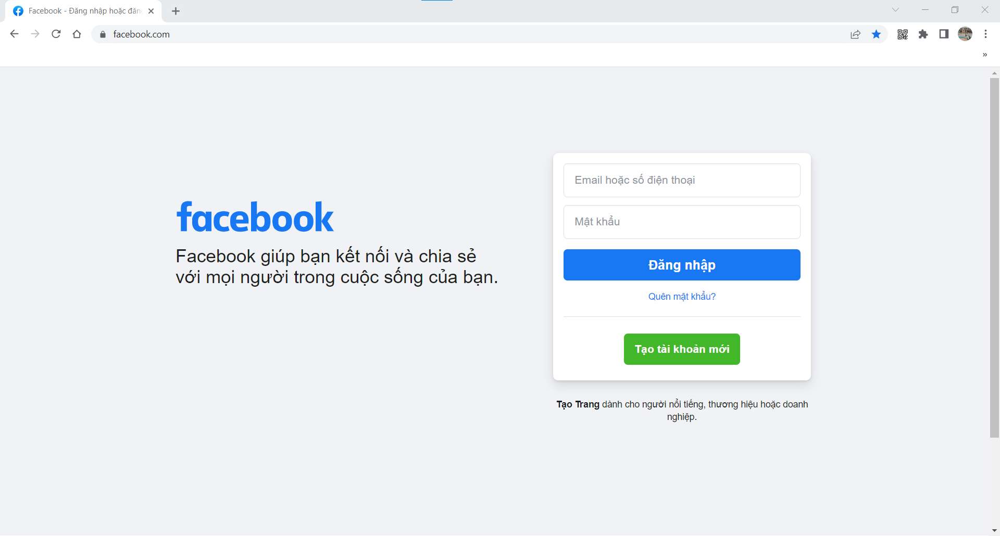 Facebook - Đăng nhập hoặc đăn
facebook.com
facebook
Facebook giúp bạn kết nối và chia sẻ
với mọi người trong cuộc sống của bạn.
Email hoặc số điện thoại
Mật khẩu
Đăng nhập
Quên mật khẩu?
Tạo tài khoản mới
Tạo Trang dành cho người nổi tiếng, thương hiệu hoặc doanh
nghiệp.